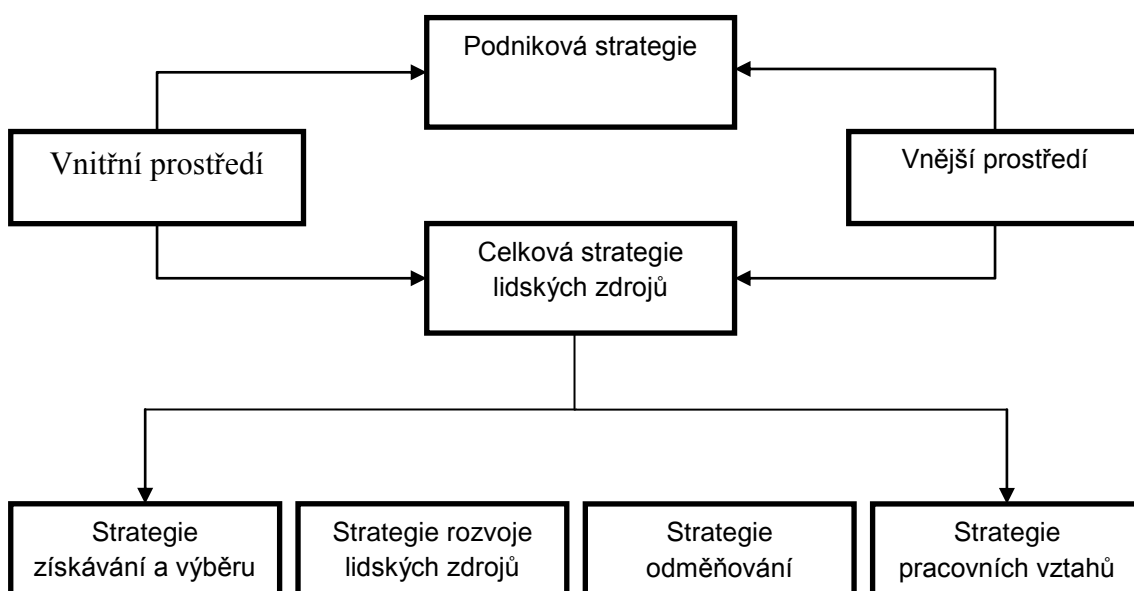 Podniková strategie
Vnitřní prostředí
Vnější prostředí
Celková strategie
lidských zdrojů
Strategie
získávání a výběru
Strategie rozvoje
lidských zdrojů
Strategie
odměňování
Strategie
pracovních vztahů